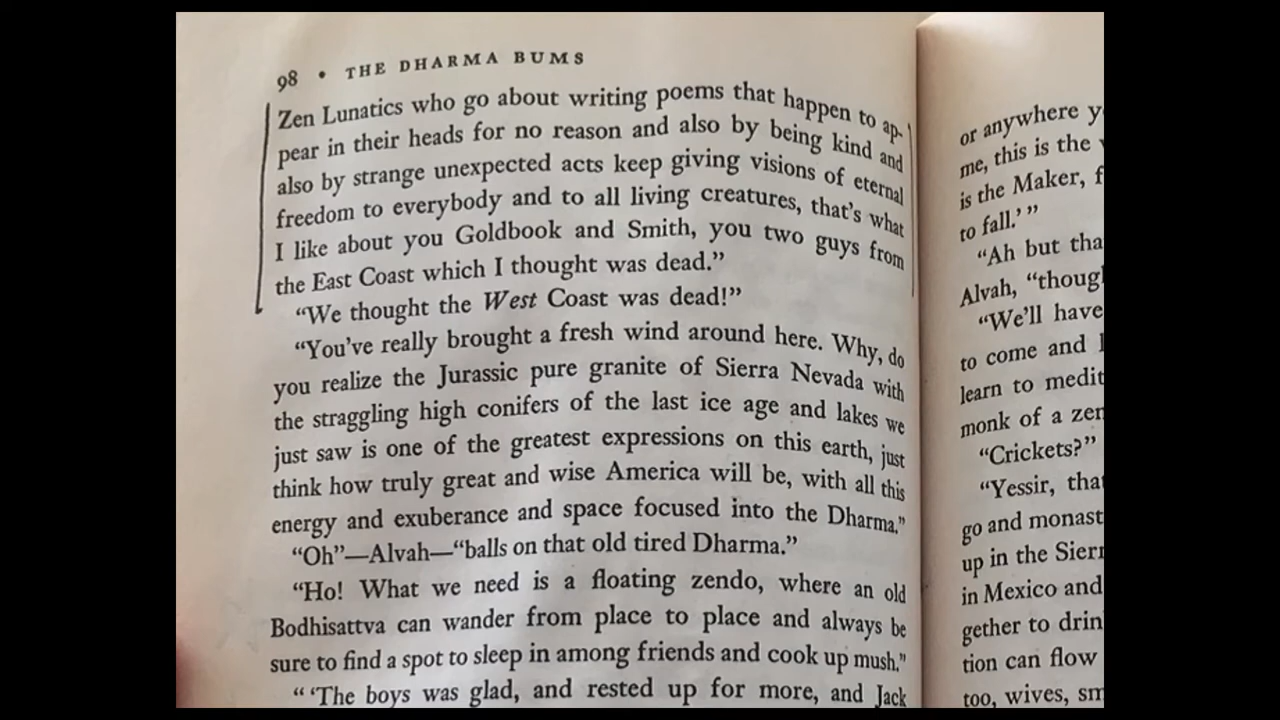 98 • THE DHARMA BUMS
Zen Lunatics who go about writing poems that happen to ap-
pear in their heads for no reason and also by being kind and
also by strange unexpected acts keep giving visions of eternal
freedom to everybody and to all living creatures, that's what
I like about you Goldbook and Smith, you two guys from
the East Coast which I thought was dead.”
“We thought the West Coast was dead!”
“You've really brought a fresh wind around here. Why, do
you realize the Jurassic pure granite of Sierra Nevada with
the straggling high conifers of the last ice age and lakes we
just saw is one of the greatest expressions on this earth, just
think how truly great and wise America will be, with all this
energy and exuberance and space focused into the Dharma.”
“Oh”—Alvah—“balls on that old tired Dharma.”
“Ho! What we need is a floating zendo, where an old
Bodhisattva can wander from place to place and always be
sure to find a spot to sleep in among friends and cook up mush.”
“ ‘The boys was glad, and rested up for more, and Jack
or anywhere
me, this is the
is the Maker,
to fall.’ ”
“Ah but
Alvah,
“We'll have
to come and
learn to
monk of a
“Crickets?”
“Yessir,
go and
up in the
in Mexico and
gether to
tion can flow
too, wives,